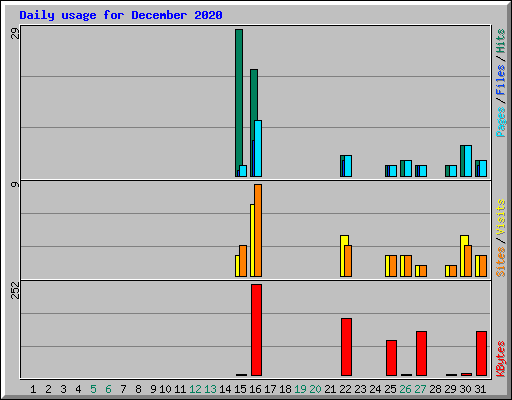 Daily usage for December 2020
29
Pages / Files / Hits
9
Sites / Visits
252
KBytes
1 2 3 4 5 6 7 8 9 10 11 12 13 14 15 16 17 18 19 20 21 22 23 24 25 26 27 28 29 30 31